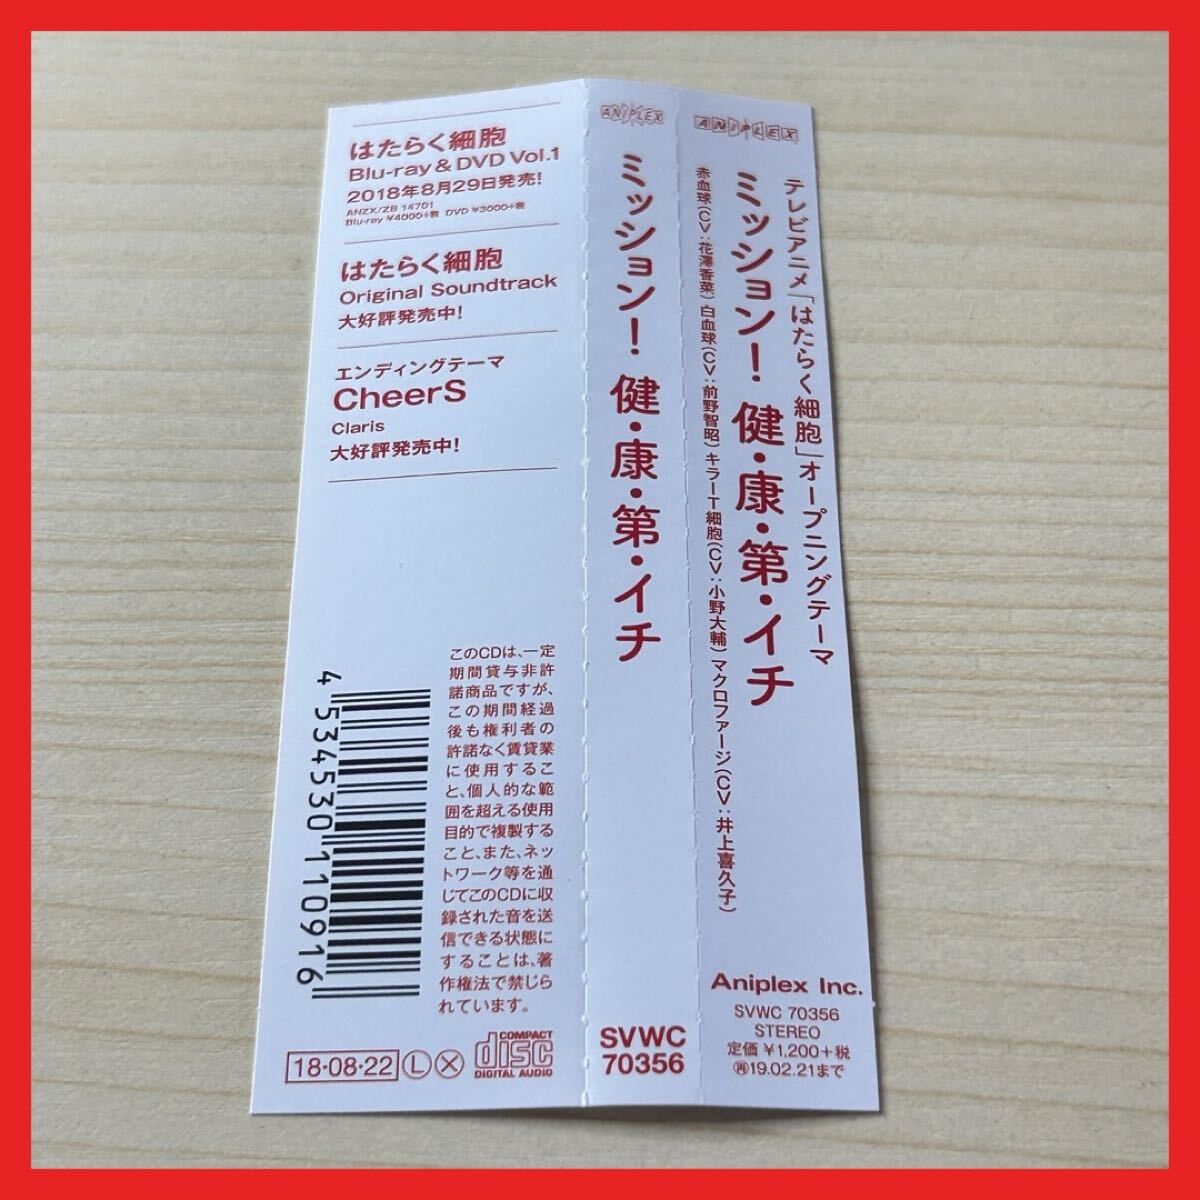 はたらく細胞
Blu-ray & DVD Vol.1
2018年8月29日発売!
ANZX/ZB 14701
Blu-ray ¥4000+税 DVD ¥3000+税
はたらく細胞
Original Soundtrack
大好評発売中!
エンディングテーマ
CheerS
Claris
大好評発売中!
このCDは、一定
期間貸与非許
諾商品ですが、
この期間経過
後も権利者の
許諾なく賃貸業
に使用するこ
と、個人的な範
囲を超える使用
目的で複製する
こと、また、ネッ
トワーク等を通
じてこのCDに収
録された音を送
信できる状態に
することは、著
作権法で禁じら
れています。
4 534530 110916
18・08・22 L X COMPACT disc DIGITAL AUDIO
ANIPLEX
ミッション! 健・康・第・イチ
SVWC
70356
ANIPLEX
テレビアニメ「はたらく細胞」オープニングテーマ
ミッション! 健・康・第・イチ
赤血球(CV:花澤香菜) 白血球(CV:前野智昭) キラーT細胞(CV:小野大輔) マクロファージ(CV:井上喜久子)
Aniplex Inc.
SVWC 70356
STEREO
定価 ¥1,200+税
再19.02.21まで